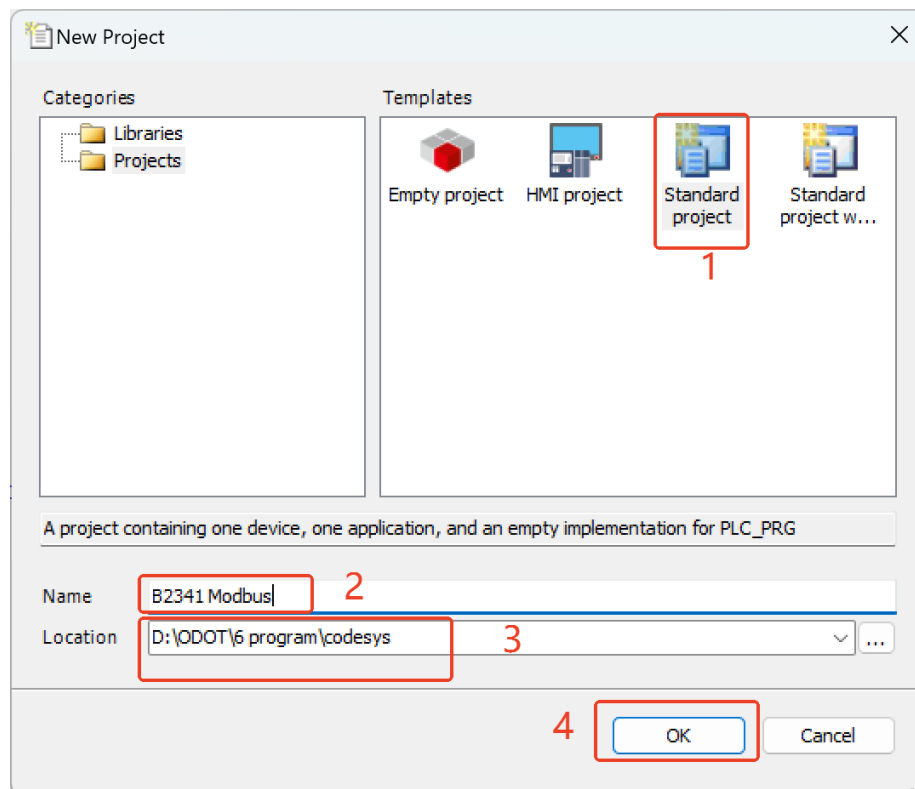 New Project
Categories
Templates
Libraries
Projects
Empty project
HMI project
Standard
project
Standard
project w...
1
A project containing one device, one application, and an empty implementation for PLC_PRG
Name
B2341 Modbus
2
Location
D:\ODOT\6 program\codesys
...
3
4
OK
Cancel